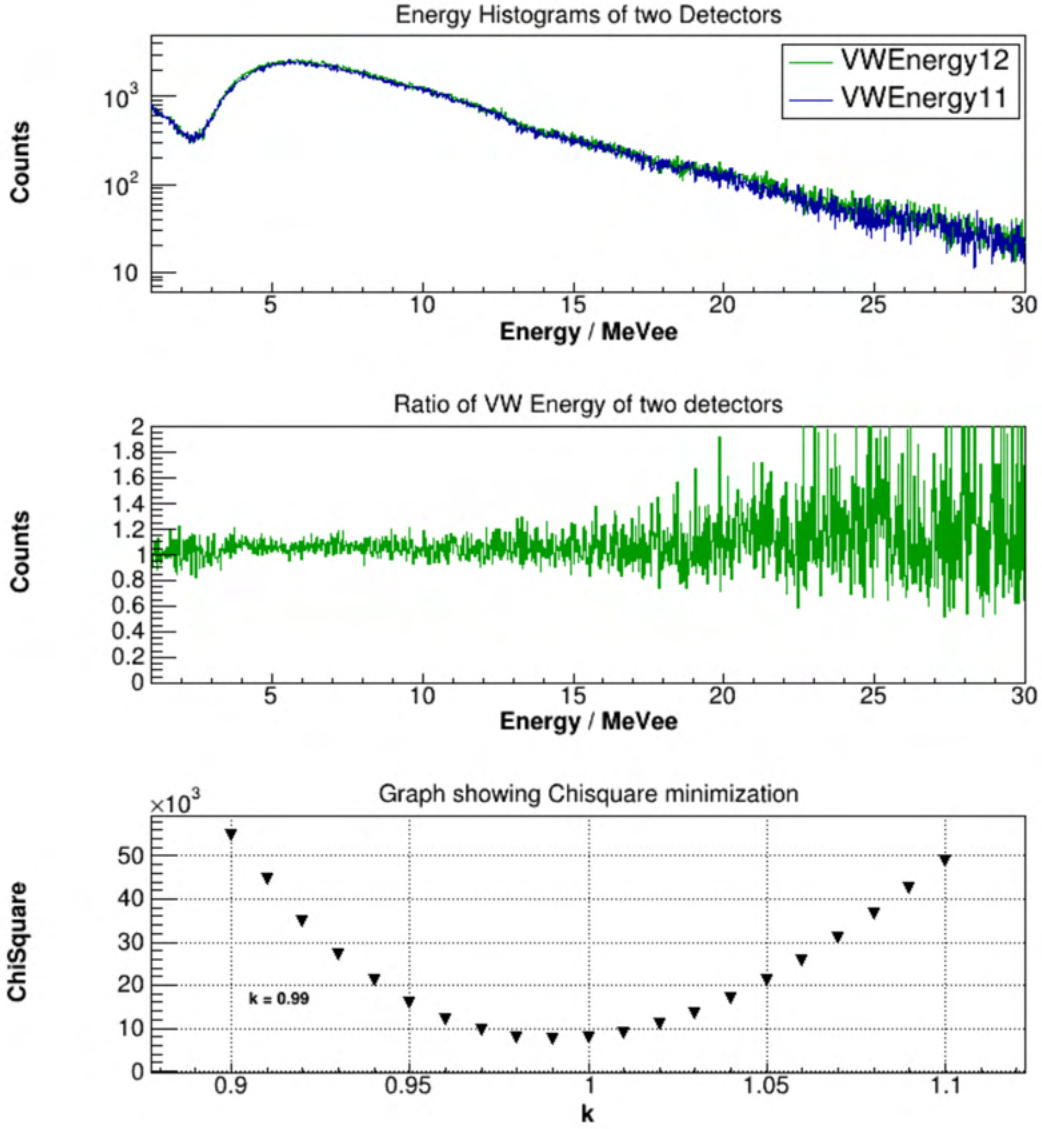 Energy Histograms of two Detectors
VWEnergy12
VWEnergy11
10³
10²
10
Counts
5 10 15 20 25 30
Energy / MeVee
Ratio of VW Energy of two detectors
2
1.8
1.6
1.4
1.2
1
0.8
0.6
0.4
0.2
0
Counts
5 10 15 20 25 30
Energy / MeVee
Graph showing Chisquare minimization
×10³
50
40
30
20
10
0
ChiSquare
k = 0.99
0.9 0.95 1 1.05 1.1
k